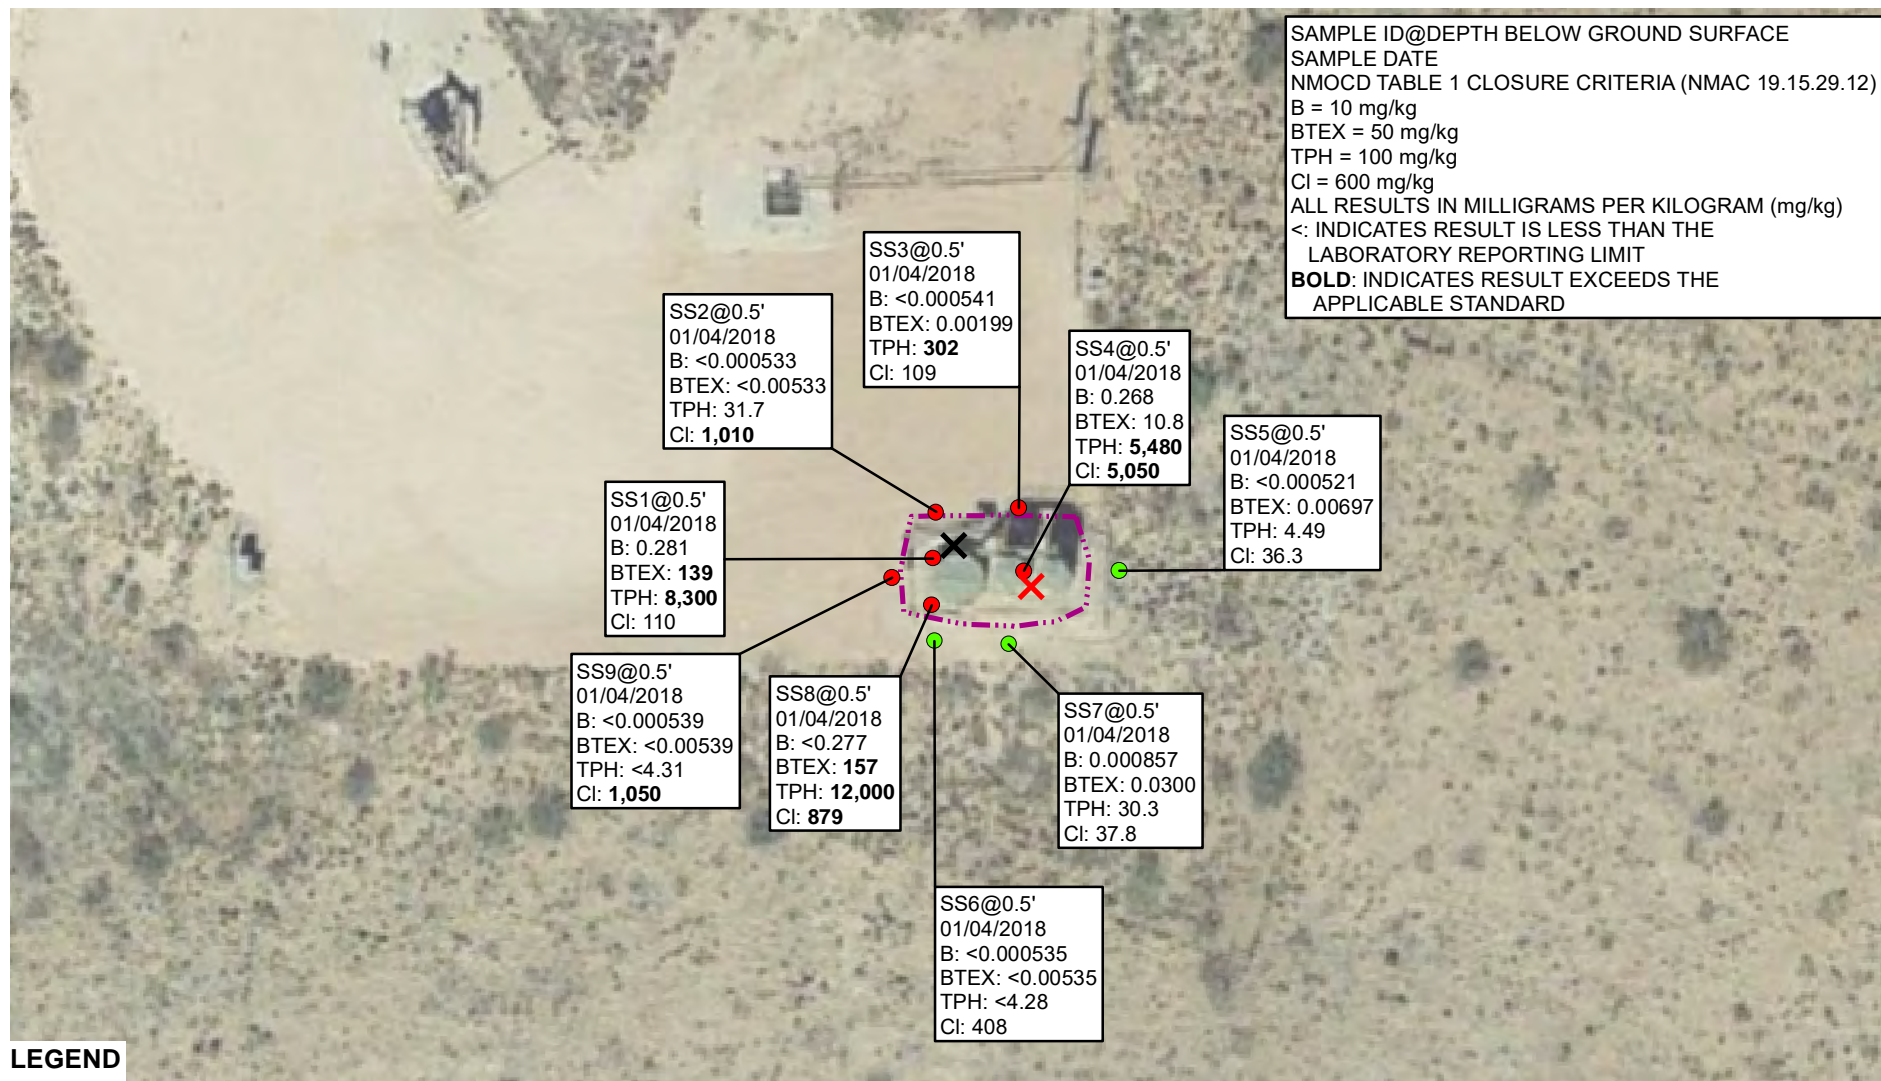 SAMPLE ID@DEPTH BELOW GROUND SURFACE
SAMPLE DATE
NMOCD TABLE 1 CLOSURE CRITERIA (NMAC 19.15.29.12)
B = 10 mg/kg
BTEX = 50 mg/kg
TPH = 100 mg/kg
Cl = 600 mg/kg
ALL RESULTS IN MILLIGRAMS PER KILOGRAM (mg/kg)
<: INDICATES RESULT IS LESS THAN THE
LABORATORY REPORTING LIMIT
BOLD: INDICATES RESULT EXCEEDS THE
APPLICABLE STANDARD
SS3@0.5'
01/04/2018
B: <0.000541
BTEX: 0.00199
TPH: 302
Cl: 109
SS2@0.5'
01/04/2018
B: <0.000533
BTEX: <0.00533
TPH: 31.7
Cl: 1,010
SS4@0.5'
01/04/2018
B: 0.268
BTEX: 10.8
TPH: 5,480
Cl: 5,050
SS5@0.5'
01/04/2018
B: <0.000521
BTEX: 0.00697
TPH: 4.49
Cl: 36.3
SS1@0.5'
01/04/2018
B: 0.281
BTEX: 139
TPH: 8,300
Cl: 110
SS9@0.5'
01/04/2018
B: <0.000539
BTEX: <0.00539
TPH: <4.31
Cl: 1,050
SS8@0.5'
01/04/2018
B: <0.277
BTEX: 157
TPH: 12,000
Cl: 879
SS7@0.5'
01/04/2018
B: 0.000857
BTEX: 0.0300
TPH: 30.3
Cl: 37.8
SS6@0.5'
01/04/2018
B: <0.000535
BTEX: <0.00535
TPH: <4.28
Cl: 408
LEGEND